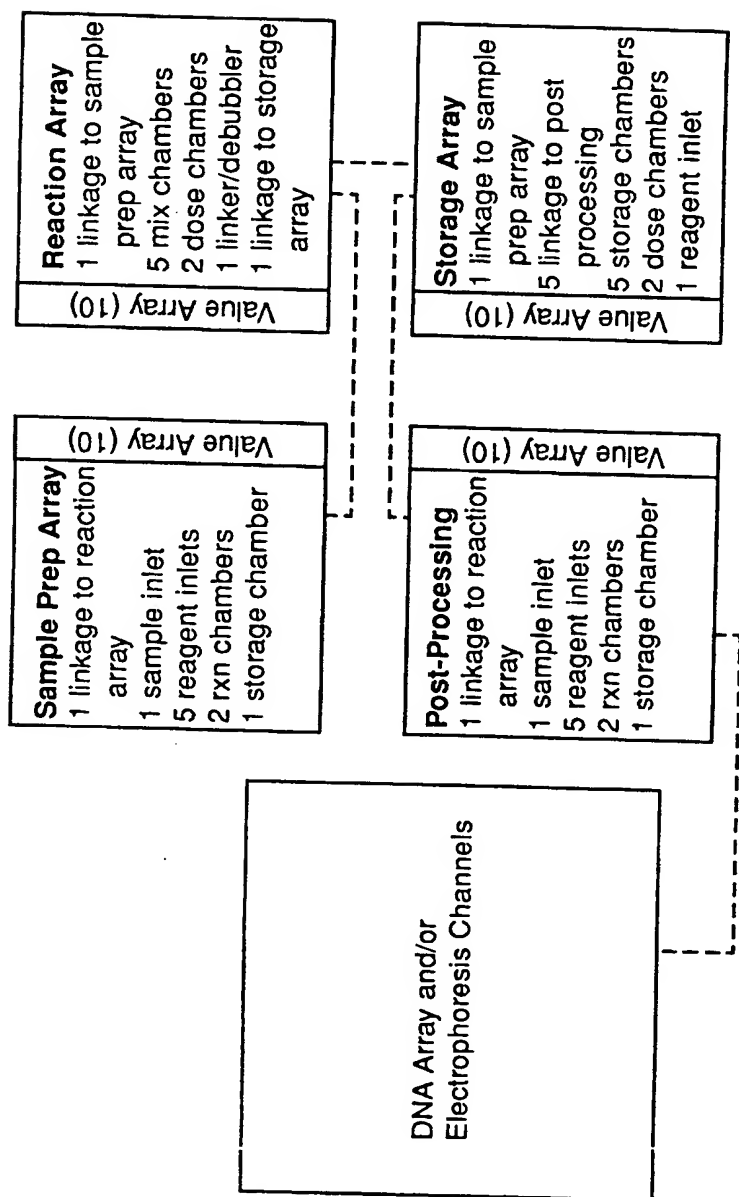 Sample Prep Array
1 linkage to reaction
array
1 sample inlet
5 reagent inlets
2 rxn chambers
1 storage chamber
Value Array (10)
Reaction Array
1 linkage to sample
prep array
5 mix chambers
2 dose chambers
1 linker/debubbler
1 linkage to storage
array
Value Array (10)
DNA Array and/or
Electrophoresis Channels
Post-Processing
1 linkage to reaction
array
1 sample inlet
5 reagent inlets
2 rxn chambers
1 storage chamber
Value Array (10)
Storage Array
1 linkage to sample
prep array
5 linkage to post
processing
5 storage chambers
2 dose chambers
1 reagent inlet
Value Array (10)